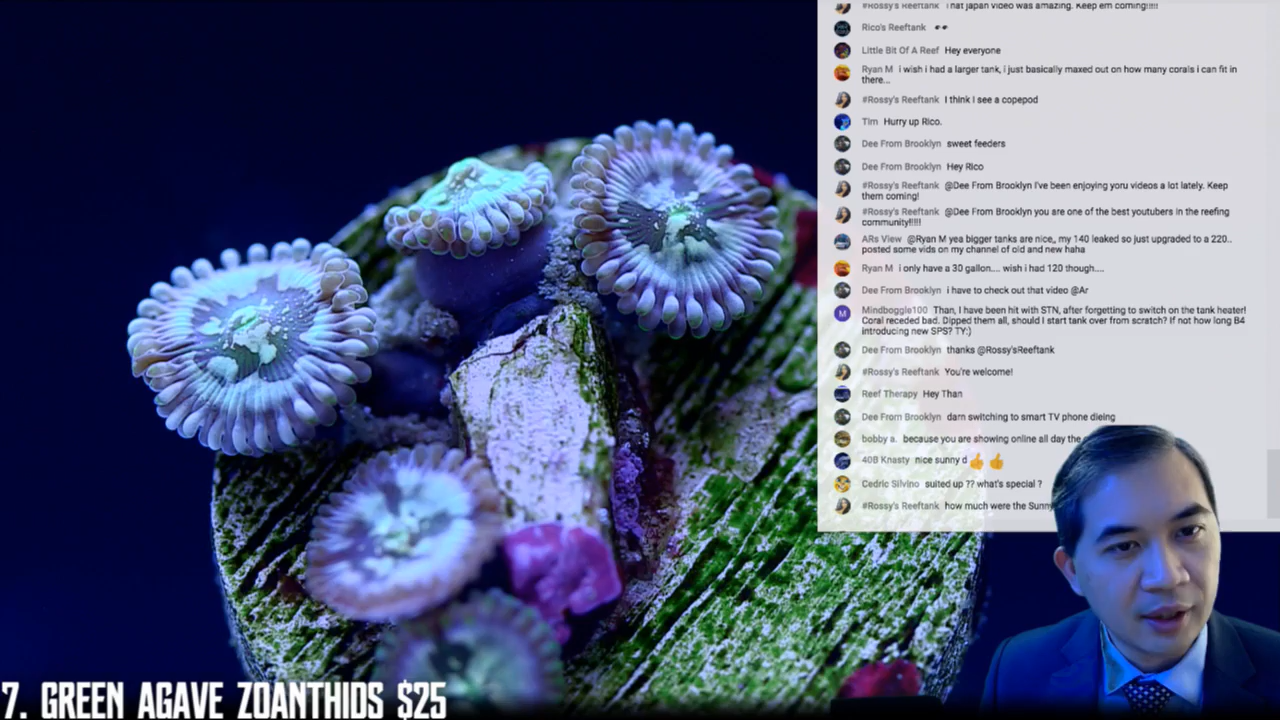 #Rossy's Reeftank That japan video was amazing. Keep em coming!!!!!
Rico's Reeftank 👀
Little Bit Of A Reef Hey everyone
Ryan M i wish i had a larger tank, i just basically maxed out on how many corals i can fit in
there...
#Rossy's Reeftank I think I see a copepod
Tim Hurry up Rico.
Dee From Brooklyn sweet feeders
Dee From Brooklyn Hey Rico
#Rossy's Reeftank @Dee From Brooklyn I've been enjoying yoru videos a lot lately. Keep
them coming!
#Rossy's Reeftank @Dee From Brooklyn you are one of the best youtubers in the reefing
community!!!!!
ARs View @Ryan M yea bigger tanks are nice,, my 140 leaked so just upgraded to a 220..
posted some vids on my channel of old and new haha
Ryan M i only have a 30 gallon.... wish i had 120 though....
Dee From Brooklyn i have to check out that video @Ar
M Mindboggle100 Than, I have been hit with STN, after forgetting to switch on the tank heater!
Coral receded bad. Dipped them all, should I start tank over from scratch? If not how long B4
introducing new SPS? TY:)
Dee From Brooklyn thanks @Rossy'sReeftank
#Rossy's Reeftank You're welcome!
Reef Therapy Hey Than
Dee From Brooklyn darn switching to smart TV phone dieing
bobby a. because you are showing online all day the
40B Knasty nice sunny d👍 👍
Cedric Silvino suited up ?? what's special ?
#Rossy's Reeftank how much were the Sunny
7. GREEN AGAVE ZOANTHIDS $25